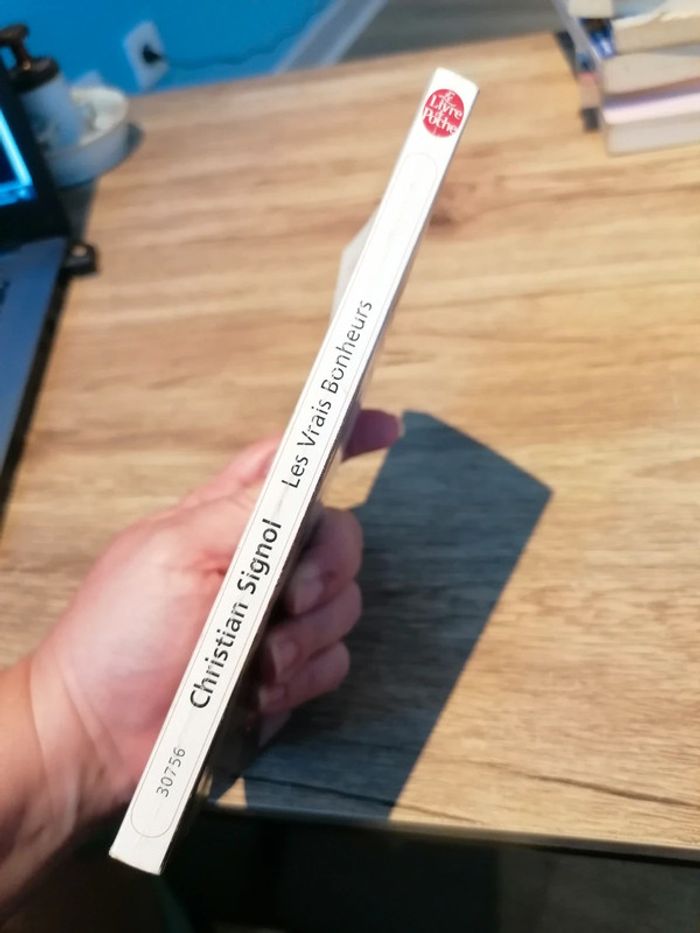 Le
Livre
de
Poche
Les Vrais Bonheurs
Christian Signol
30756